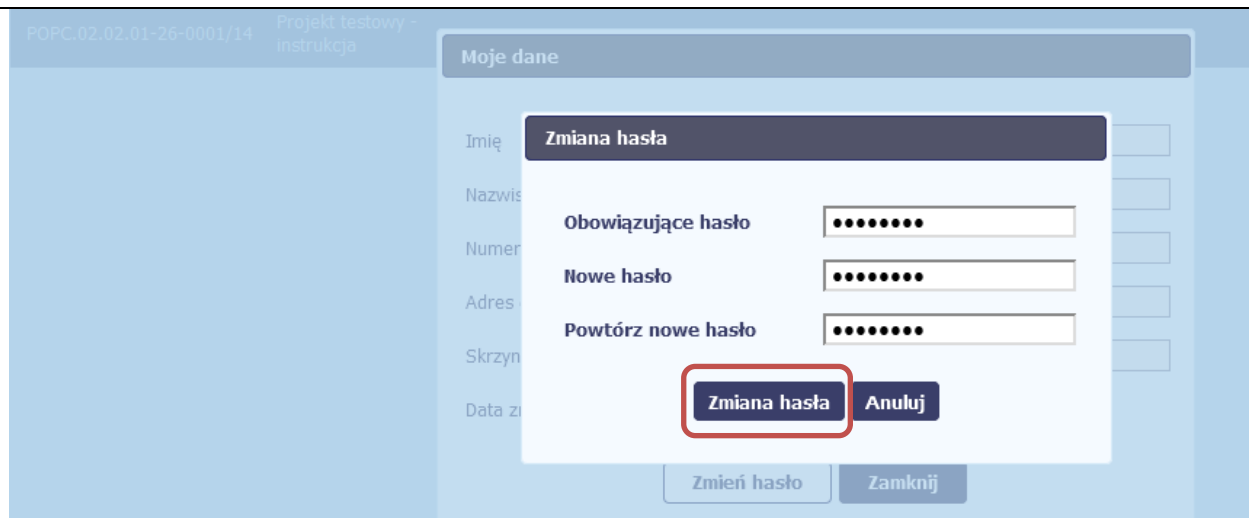 POPC.02.02.01-26-0001/14
Projekt testowy -
instrukcja
Moje dane
Imię
Zmiana hasła
Nazwis
Obowiązujące hasło
••••••••
Numer
Nowe hasło
••••••••
Adres
Powtórz nowe hasło
••••••••
Skrzyn
Zmiana hasła
Anuluj
Data z
Zmień hasło
Zamknij